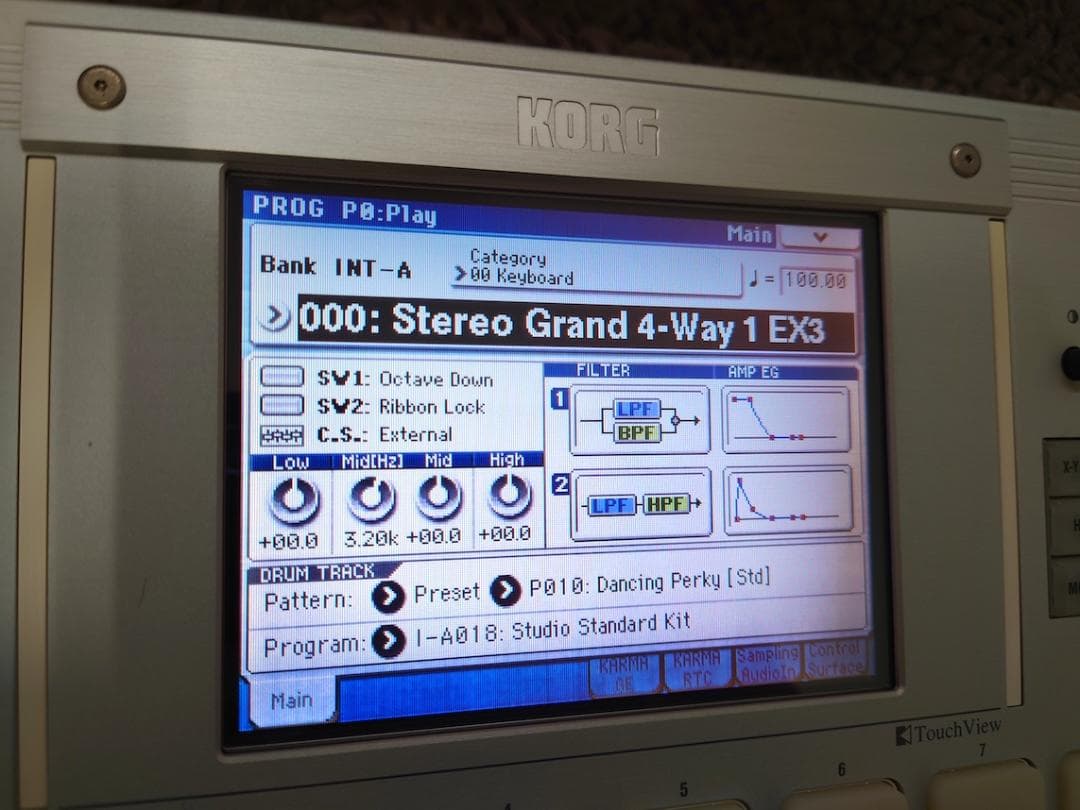 KORG
PROG P0:Play
Main
Bank INT-A
Category
00 Keyboard
♩= 100.00
000: Stereo Grand 4-Way 1 EX3
SW1: Octave Down
SW2: Ribbon Lock
C.S.: External
Low Mid[Hz] Mid High
+00.0 3.20k +00.0 +00.0
FILTER AMP EG
1 LPF
BPF
2 LPF HPF
DRUM TRACK
Pattern: Preset P010: Dancing Perky [Std]
Program: I-A018: Studio Standard Kit
Main
KARMA GE
KARMA RTC
Sampling AudioIn
Control Surface
TouchView
5
6
7